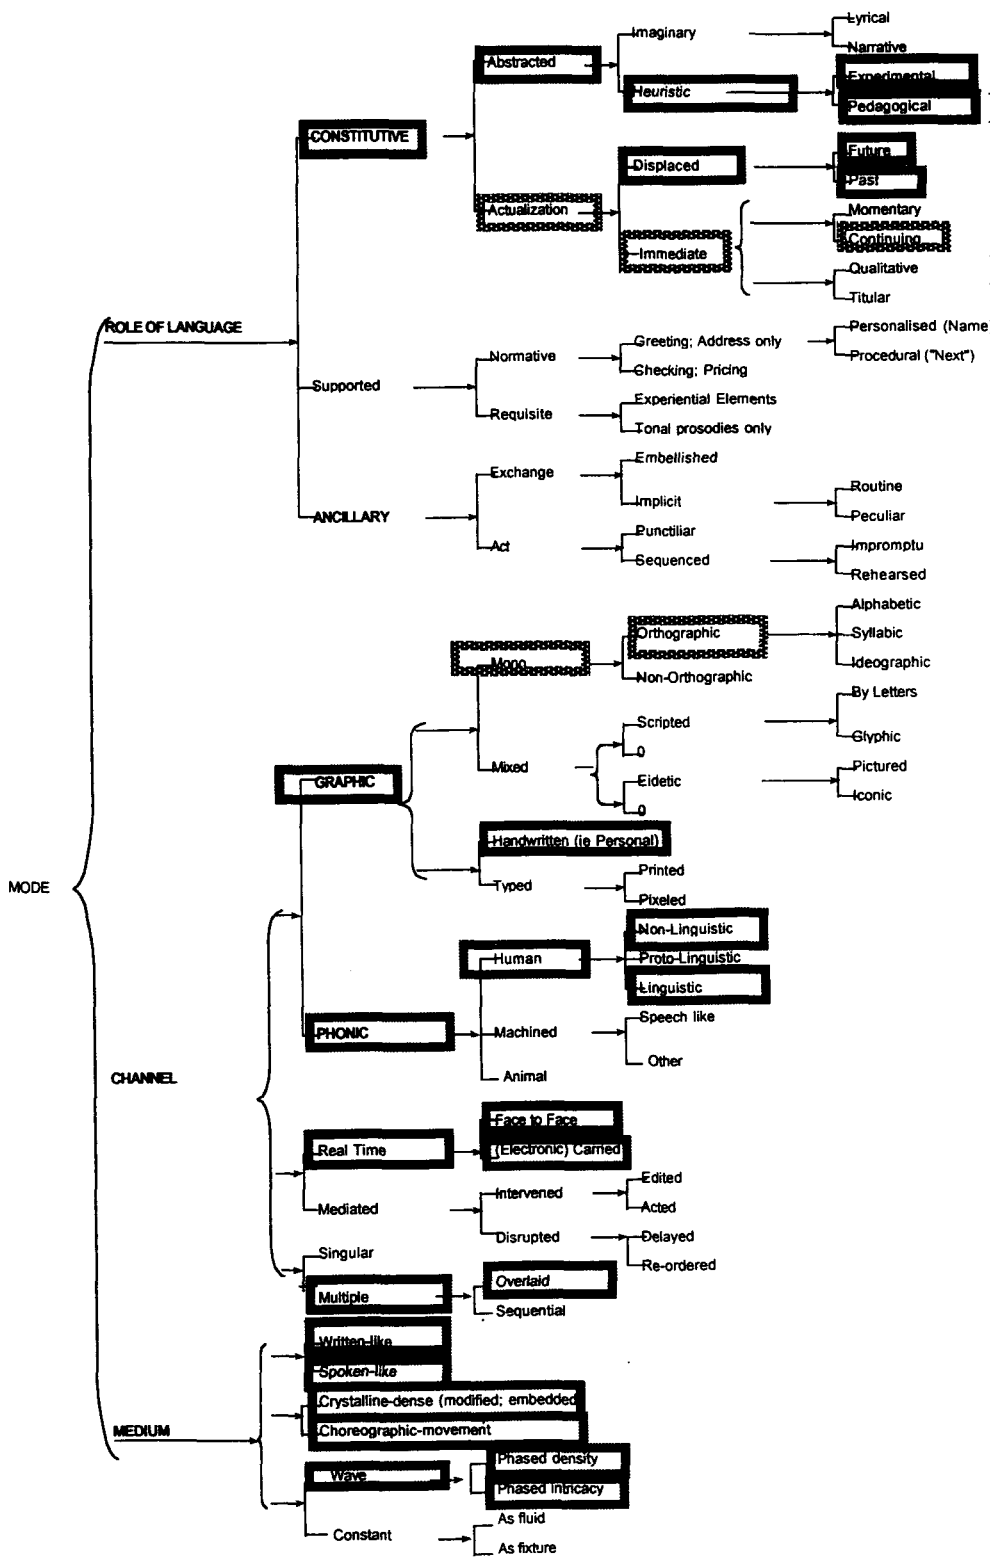 Lyrical
Imaginary
Narrative
Abstracted
Experimental
Heuristic
Pedagogical
CONSTITUTIVE
Future
Displaced
Past
Actualization
Momentary
Continuing
Immediate
Qualitative
Titular
ROLE OF LANGUAGE
Personalised (Name
Greeting; Address only
Normative
Procedural ("Next")
Checking; Pricing
Supported
Experiential Elements
Requisite
Tonal prosodies only
Embellished
Exchange
Routine
Implicit
Peculiar
ANCILLARY
Punctiliar
Act
Impromptu
Sequenced
Rehearsed
Alphabetic
Orthographic
Syllabic
Mono
Ideographic
Non-Orthographic
By Letters
Scripted
Glyphic
0
Mixed
Pictured
Eidetic
Iconic
0
GRAPHIC
Handwritten (ie Personal)
Printed
Typed
Pixeled
MODE
Non-Linguistic
Human
Proto-Linguistic
Linguistic
Speech like
PHONIC
Machined
Other
Animal
CHANNEL
Face to Face
Real Time
(Electronic) Carried
Edited
Intervened
Acted
Mediated
Disrupted
Delayed
Re-ordered
Singular
Overlaid
Multiple
Sequential
Written-like
Spoken-like
Crystalline-dense (modified; embedded
Choreographic-movement
MEDIUM
Phased density
Wave
Phased Intricacy
As fluid
Constant
As fixture